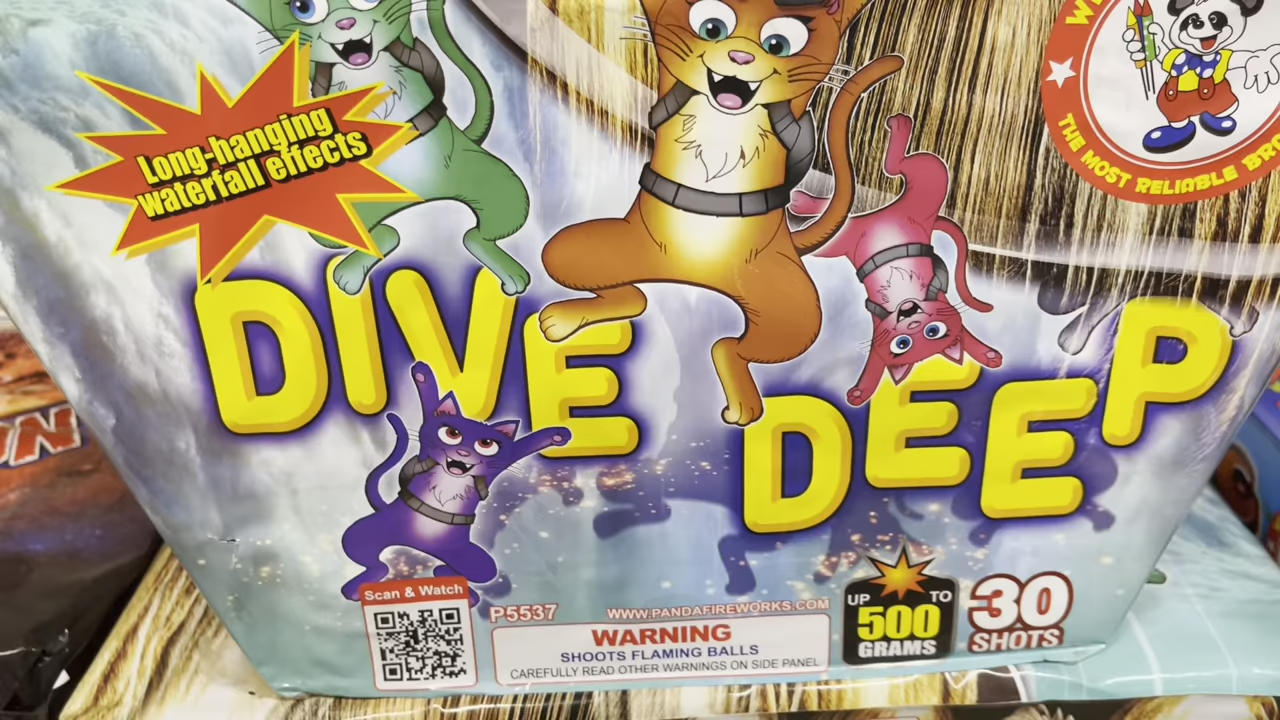 Long-hanging
waterfall effects
THE MOST RELIABLE
DIVE DEEP
Scan & Watch
P5537
WWW.PANDAFIREWORKS.COM
WARNING
SHOOTS FLAMING BALLS
CAREFULLY READ OTHER WARNINGS ON SIDE PANEL
UP TO
500
GRAMS
30
SHOTS